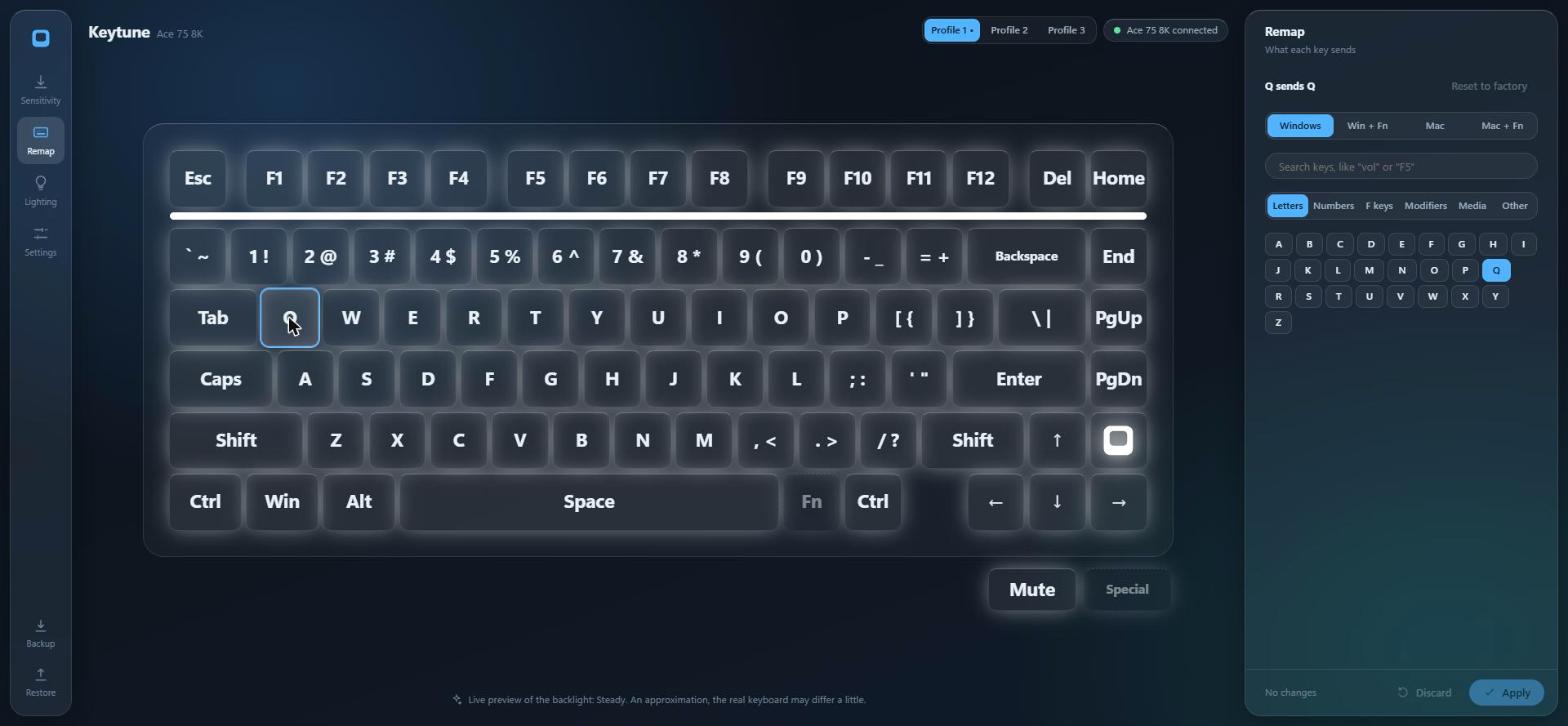 Keytune Ace 75 8K
Profile 1 •
Profile 2
Profile 3
Ace 75 8K connected
Sensitivity
Remap
Lighting
Settings
Backup
Restore
Esc F1 F2 F3 F4 F5 F6 F7 F8 F9 F10 F11 F12 Del Home
` ~ 1 ! 2 @ 3 # 4 $ 5 % 6 ^ 7 & 8 * 9 ( 0 ) - _ = + Backspace End
Tab Q W E R T Y U I O P [ { ] } \ | PgUp
Caps A S D F G H J K L ; : ' " Enter PgDn
Shift Z X C V B N M , < . > / ? Shift ↑
Ctrl Win Alt Space Fn Ctrl ← ↓ →
Mute Special
Live preview of the backlight: Steady. An approximation, the real keyboard may differ a little.
Remap
What each key sends
Q sends Q
Reset to factory
Windows Win + Fn Mac Mac + Fn
Search keys, like "vol" or "F5"
Letters Numbers F keys Modifiers Media Other
A B C D E F G H I
J K L M N O P Q
R S T U V W X Y
Z
No changes
Discard
Apply